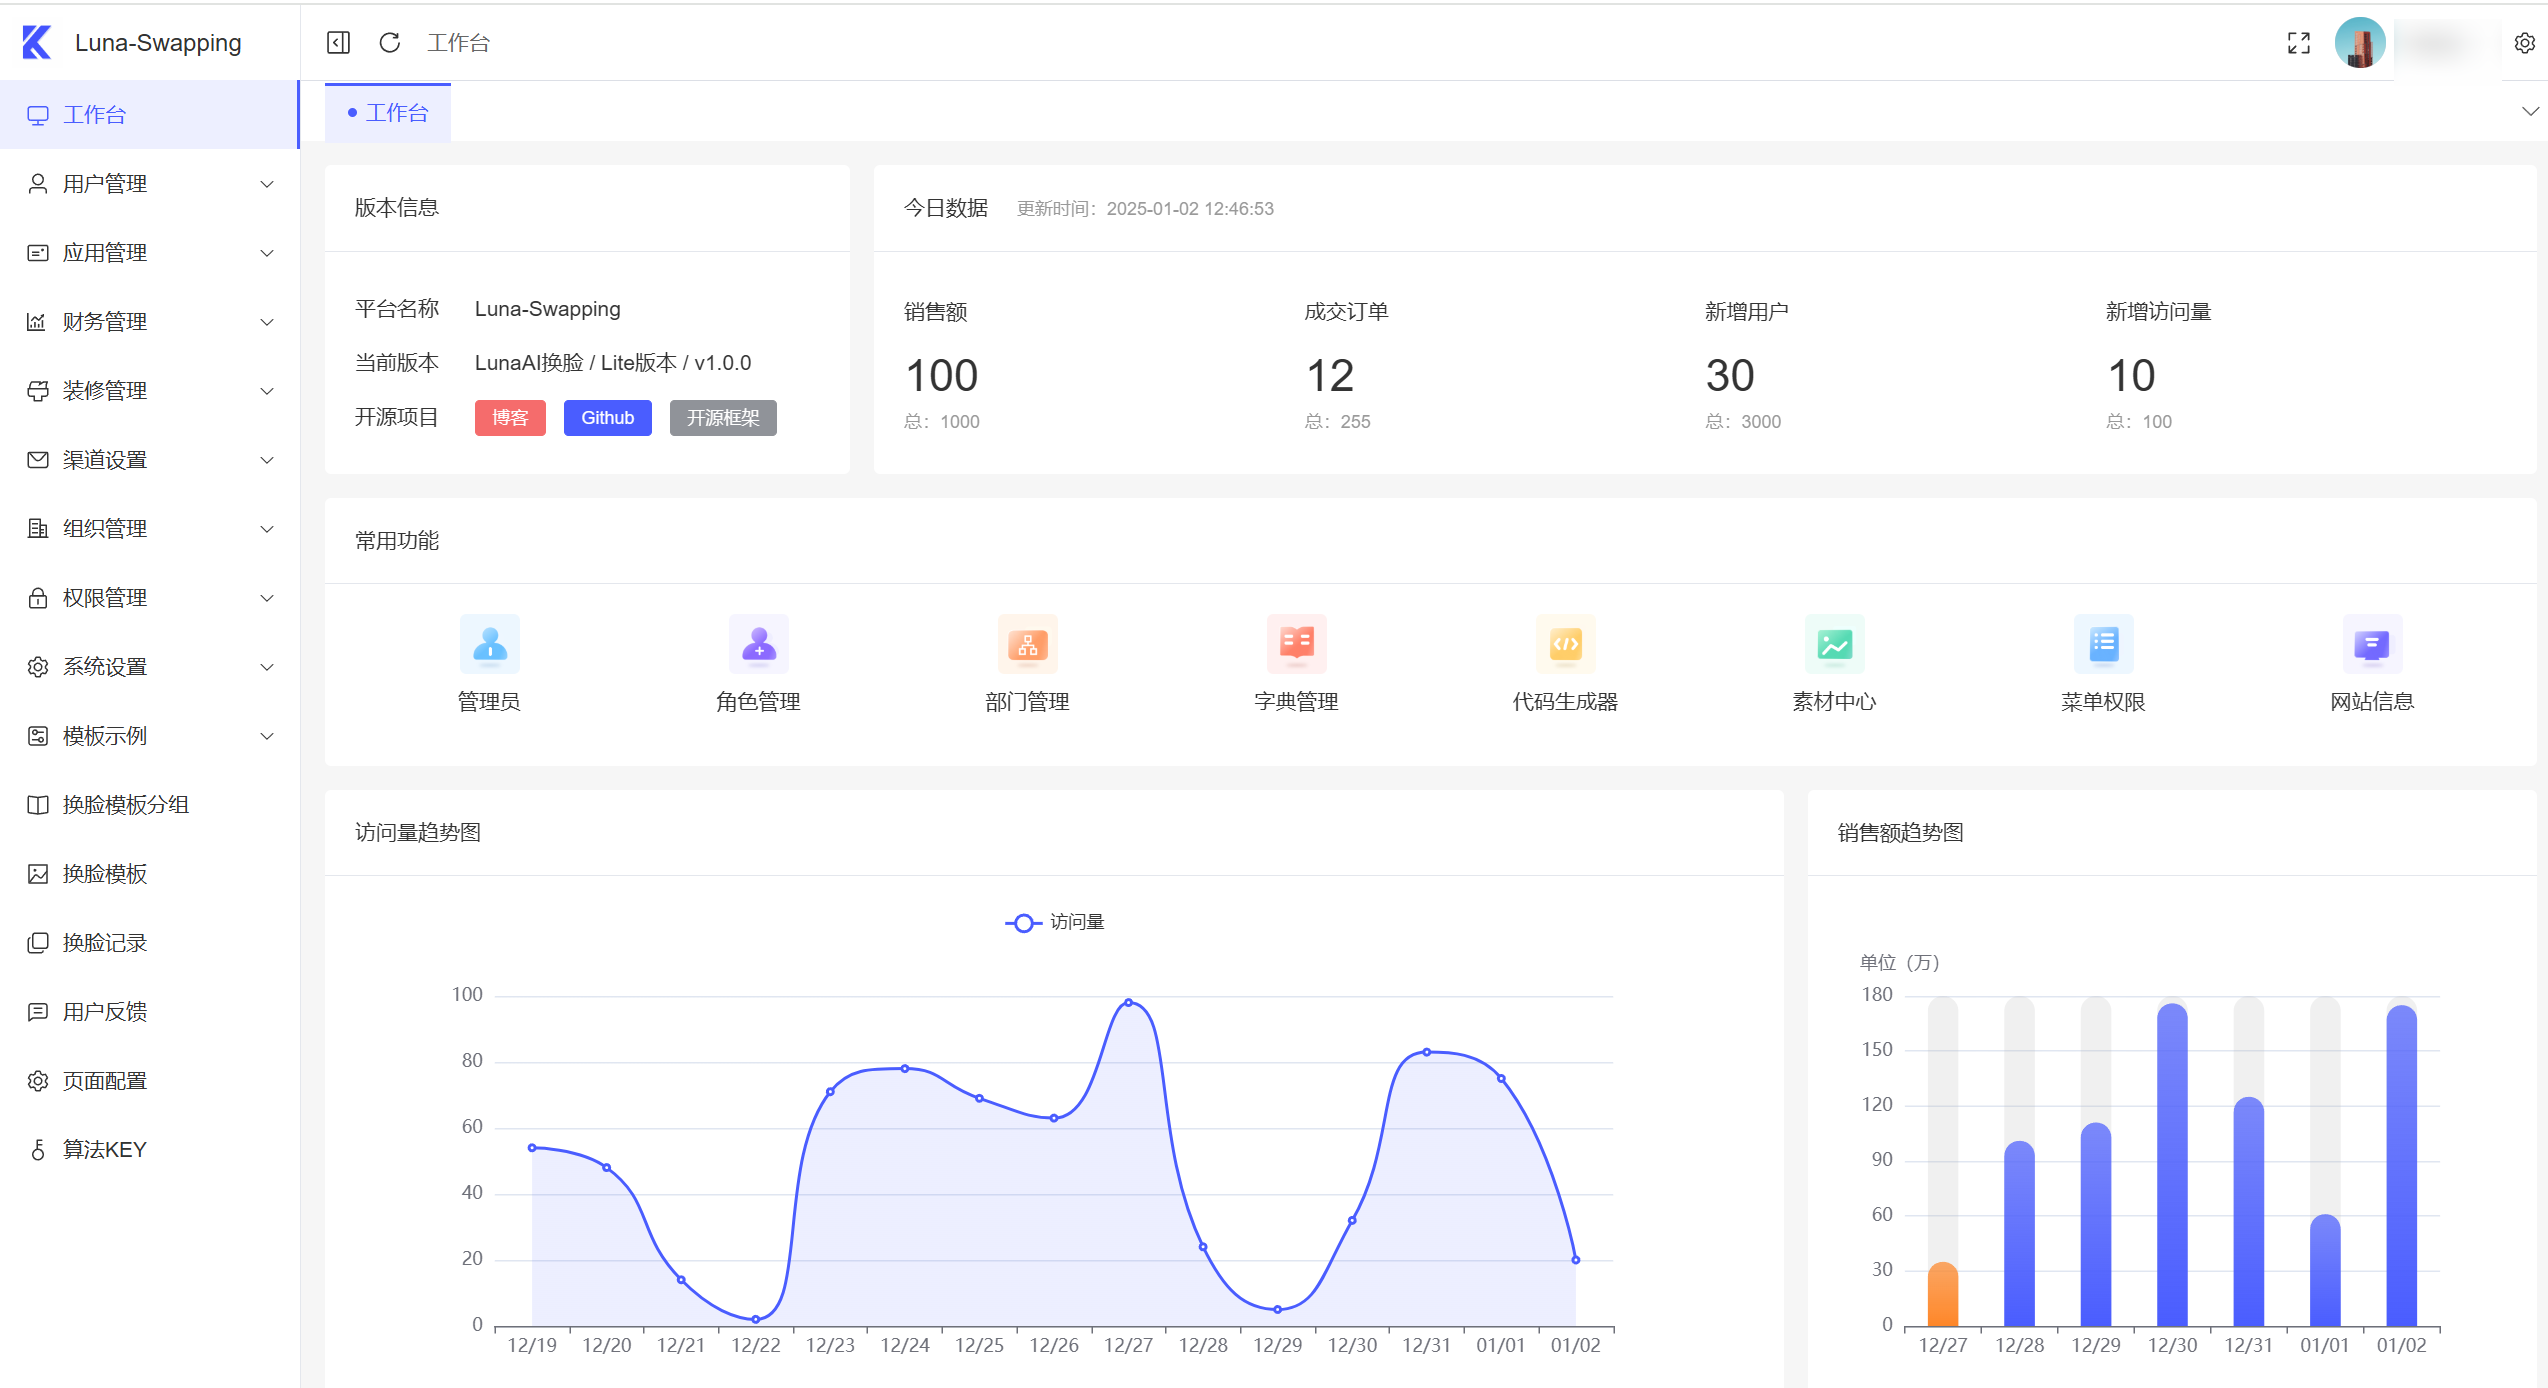 Luna-Swapping
工作台
工作台
用户管理
应用管理
财务管理
装修管理
渠道设置
组织管理
权限管理
系统设置
模板示例
换脸模板分组
换脸模板
换脸记录
用户反馈
页面配置
算法KEY
工作台
版本信息
平台名称 Luna-Swapping
当前版本 LunaAI换脸 / Lite版本 / v1.0.0
开源项目 博客 Github 开源框架
今日数据 更新时间：2025-01-02 12:46:53
销售额 成交订单 新增用户 新增访问量
100 12 30 10
总：1000 总：255 总：3000 总：100
常用功能
管理员 角色管理 部门管理 字典管理 代码生成器 素材中心 菜单权限 网站信息
访问量趋势图
访问量
100
80
60
40
20
0
12/19 12/20 12/21 12/22 12/23 12/24 12/25 12/26 12/27 12/28 12/29 12/30 12/31 01/01 01/02
销售额趋势图
单位（万）
180
150
120
90
60
30
0
12/27 12/28 12/29 12/30 12/31 01/01 01/02